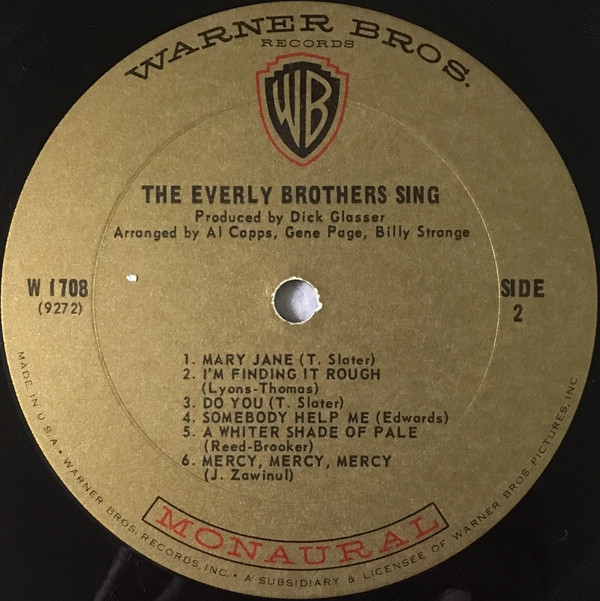 WARNER BROS.
RECORDS
WB
THE EVERLY BROTHERS SING
Produced by Dick Glasser
Arranged by Al Capps, Gene Page, Billy Strange
W 1708
(9272)
SIDE
2
1. MARY JANE (T. Slater)
2. I'M FINDING IT ROUGH
(Lyons-Thomas)
3. DO YOU (T. Slater)
4. SOMEBODY HELP ME (Edwards)
5. A WHITER SHADE OF PALE
(Reed-Brooker)
6. MERCY, MERCY, MERCY
(J. Zawinul)
MONAURAL
MADE IN U.S.A. • WARNER BROS. RECORDS, INC. • A SUBSIDIARY & LICENSEE OF WARNER BROS. PICTURES, INC.